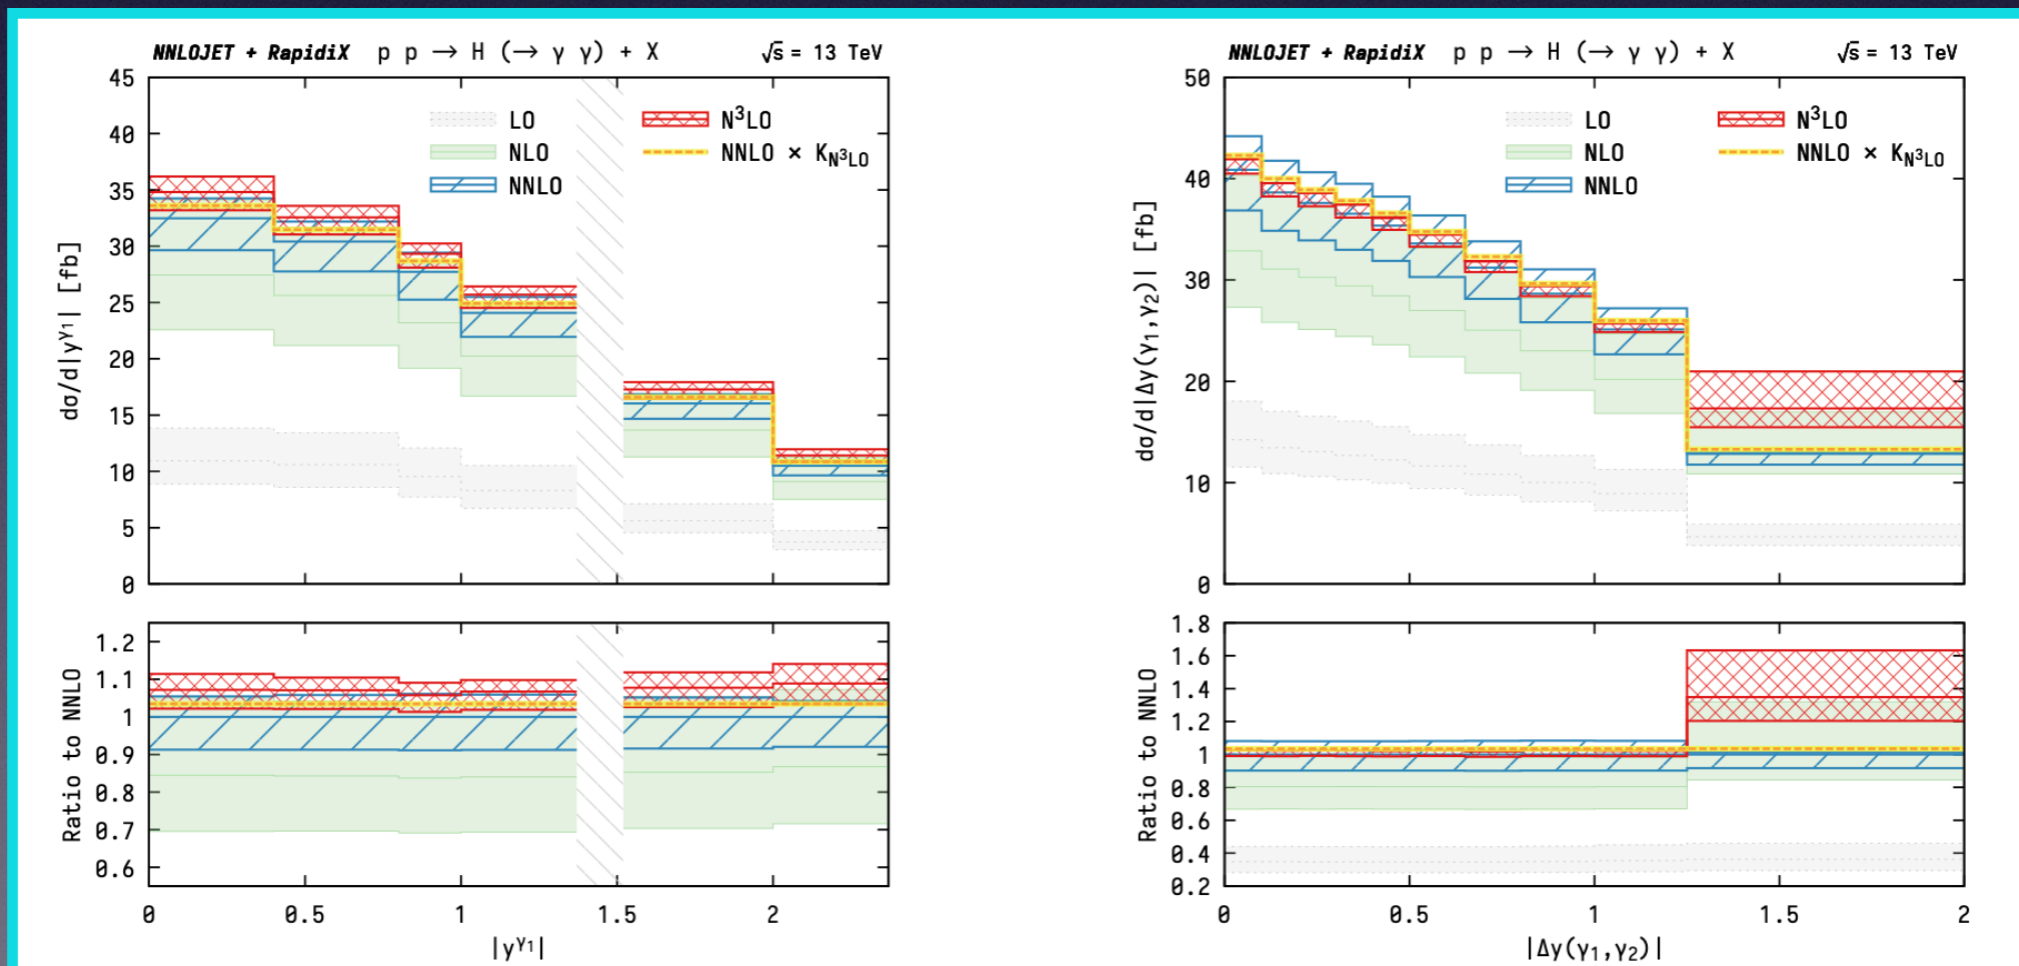 NNLOJET + RapidiX p p → H (→ γ γ) + X √s = 13 TeV
dσ/d|y^γ₁| [fb]
45
40
35
30
25
20
15
10
5
0
LO
NLO
NNLO
N³LO
NNLO × K_N³LO
Ratio to NNLO
1.2
1.1
1
0.9
0.8
0.7
0.6
0 0.5 1 1.5 2
|y^γ₁|
NNLOJET + RapidiX p p → H (→ γ γ) + X √s = 13 TeV
dσ/d|Δy(γ₁,γ₂)| [fb]
50
40
30
20
10
0
LO
NLO
NNLO
N³LO
NNLO × K_N³LO
Ratio to NNLO
1.8
1.6
1.4
1.2
1
0.8
0.6
0.4
0.2
0 0.5 1 1.5 2
|Δy(γ₁,γ₂)|